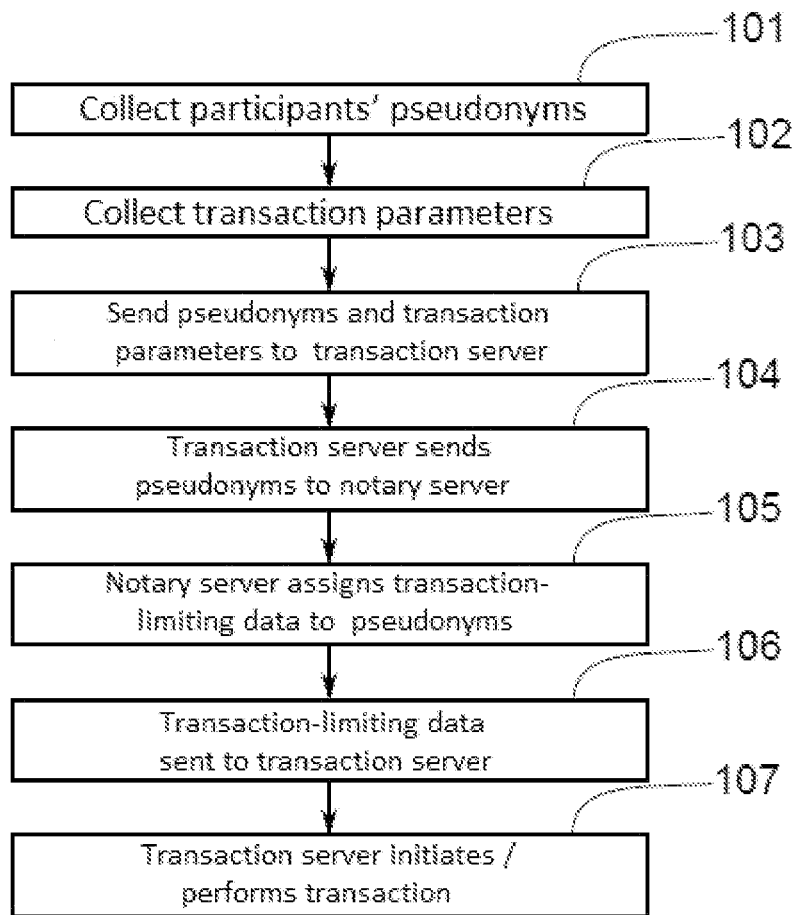 101
Collect participants' pseudonyms
102
Collect transaction parameters
103
Send pseudonyms and transaction
parameters to transaction server
104
Transaction server sends
pseudonyms to notary server
105
Notary server assigns transaction-
limiting data to pseudonyms
106
Transaction-limiting data
sent to transaction server
107
Transaction server initiates /
performs transaction